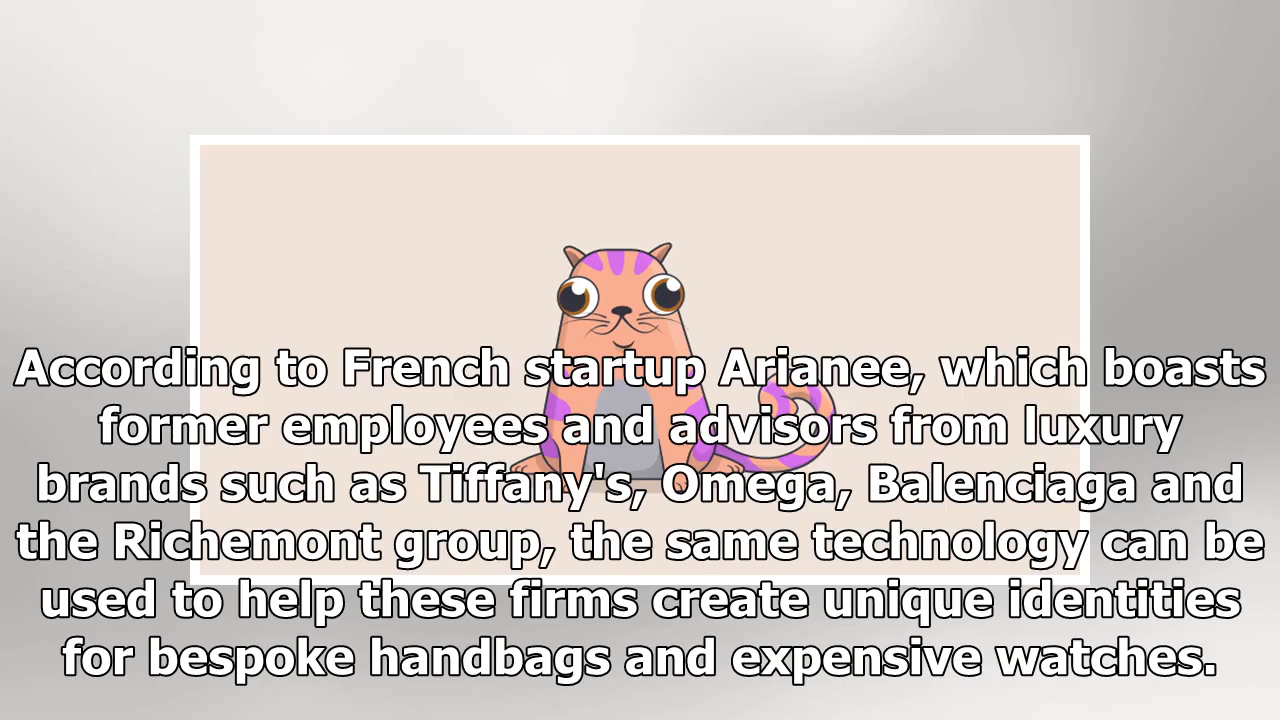 According to French startup Arianee, which boasts
former employees and advisors from luxury
brands such as Tiffany's, Omega, Balenciaga and
the Richemont group, the same technology can be
used to help these firms create unique identities
for bespoke handbags and expensive watches.